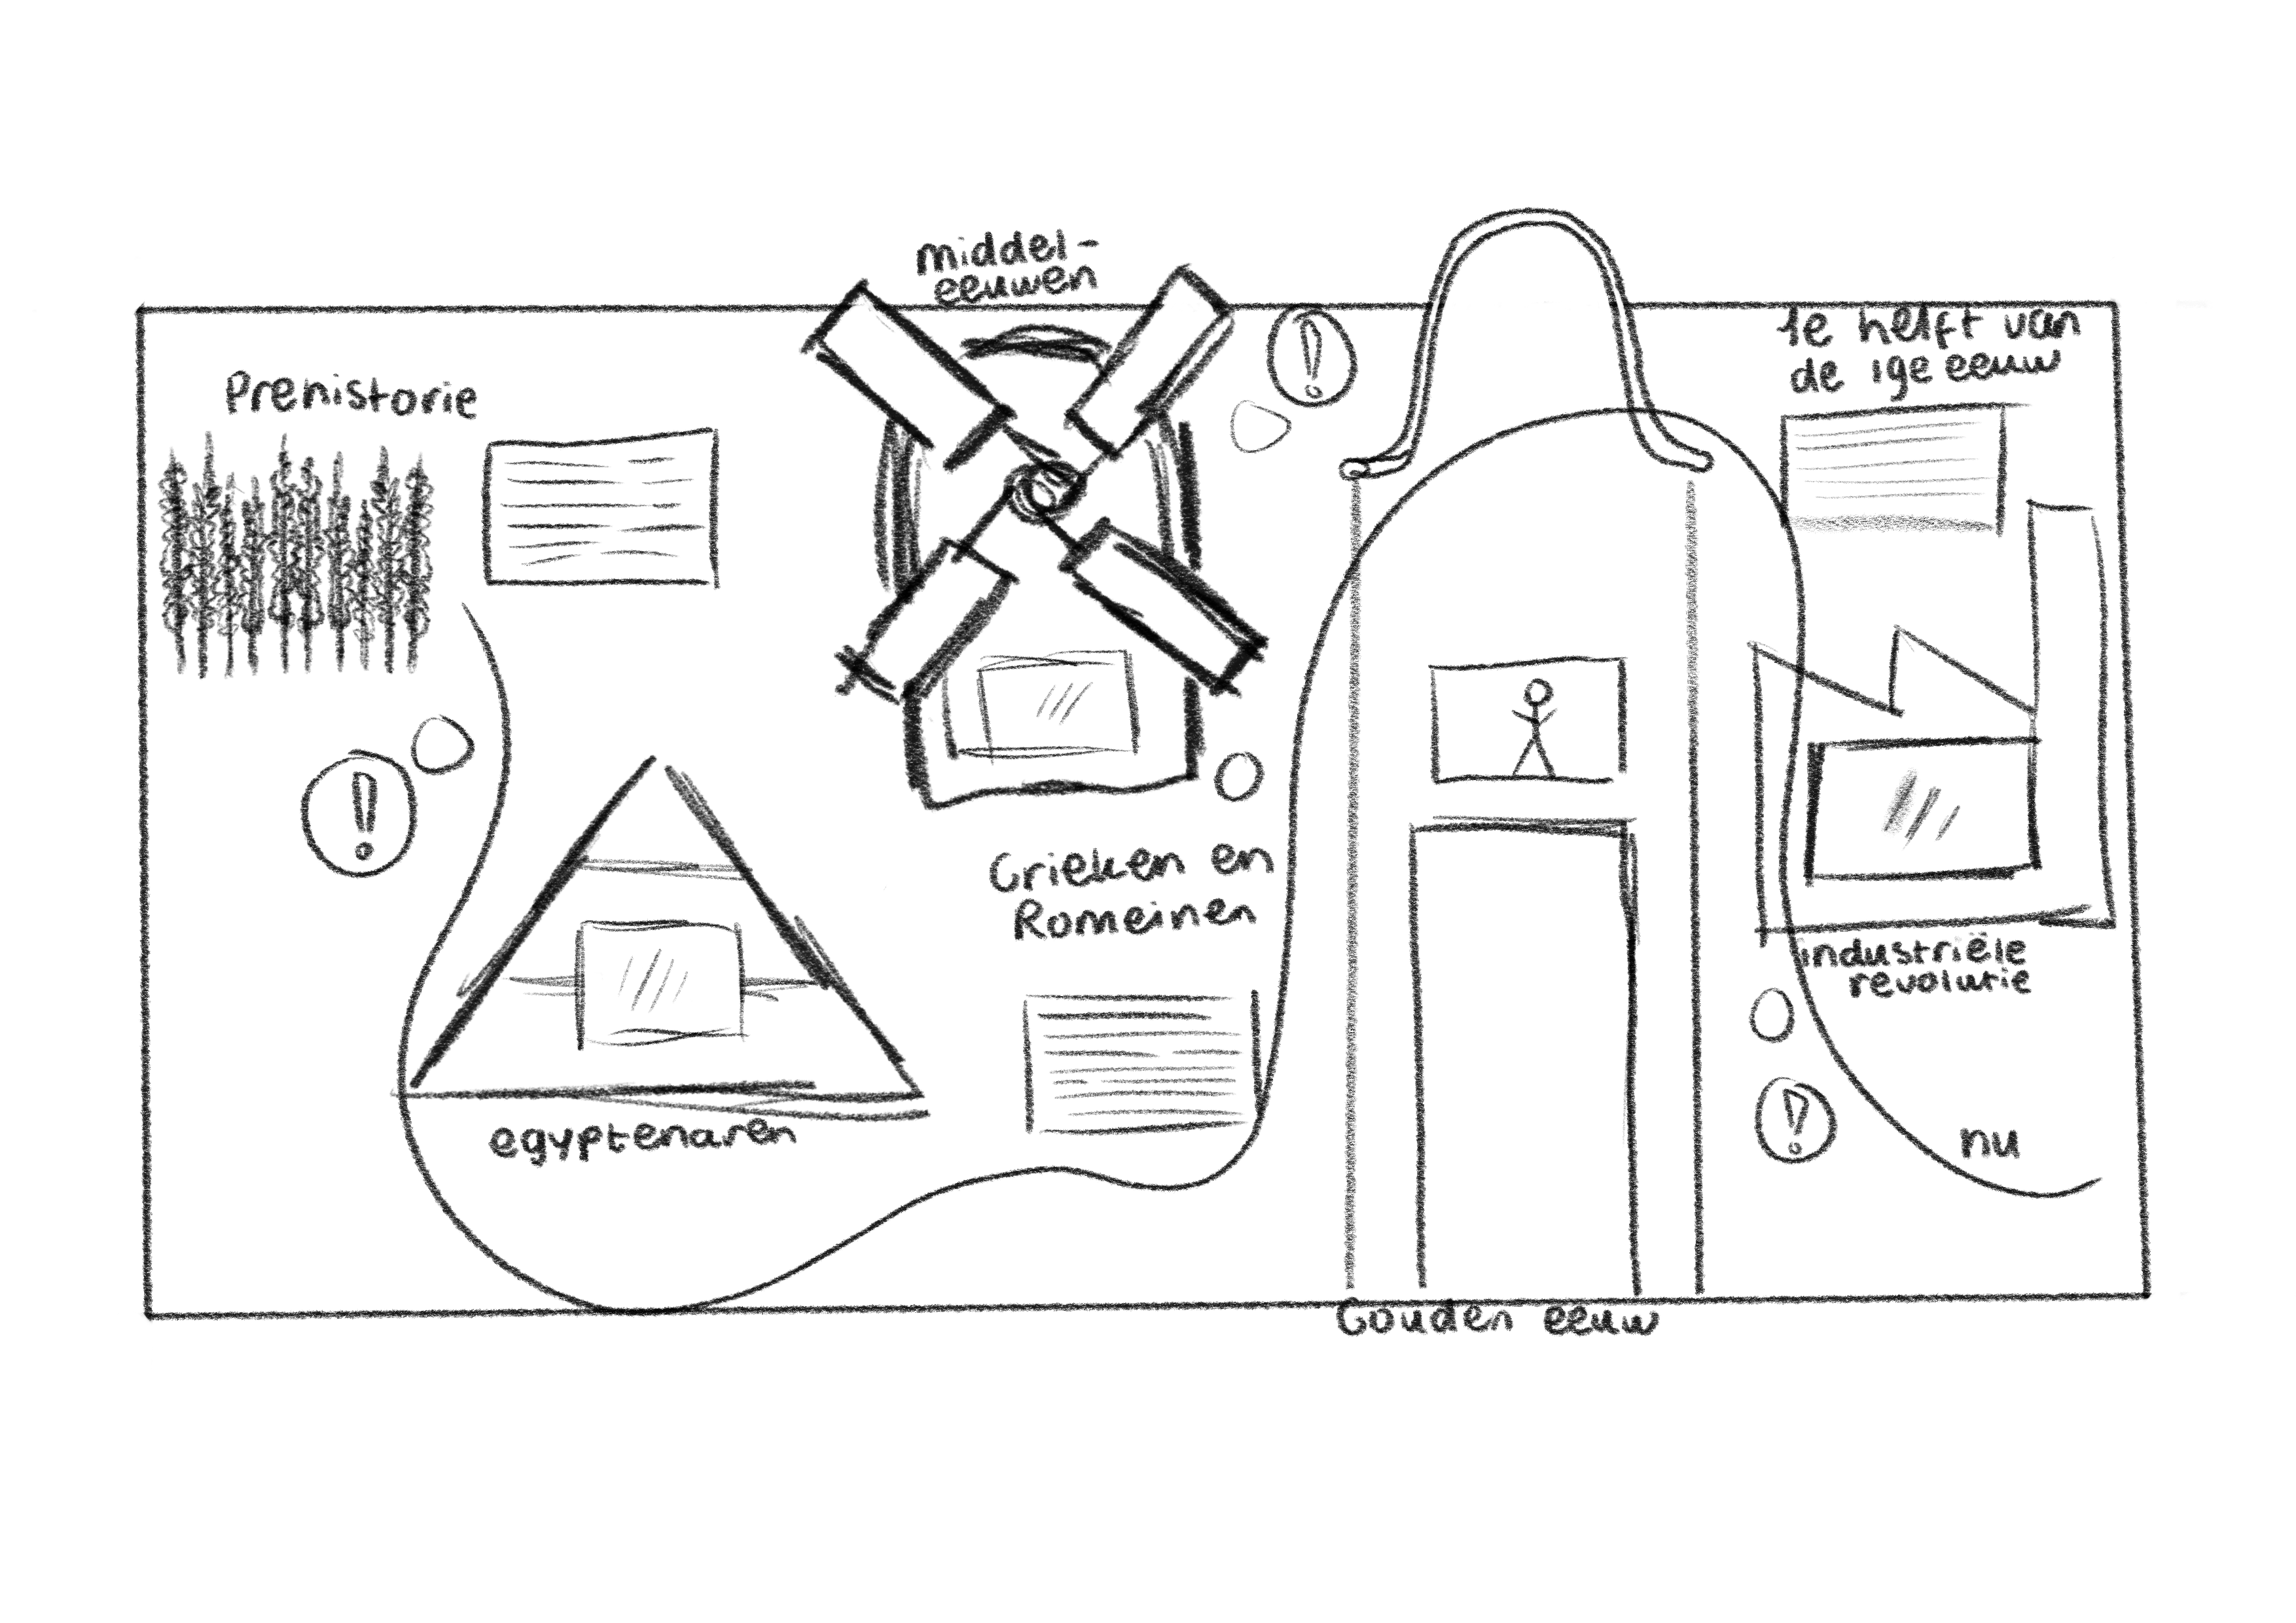 middel-
eeuwen
Prehistorie
1e helft van
de 19e eeuw
!
!
Grieken en
Romeinen
industriële
revolutie
egyptenaren
!
nu
Gouden eeuw